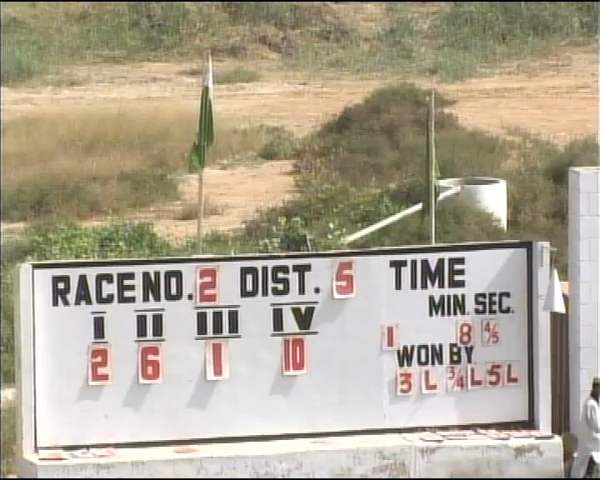 RACE NO. 2 DIST. 5 TIME
MIN. SEC.
I II III IV
2 6 1 10
1 8 4/5
WON BY
3 L 3/4 L 5 L